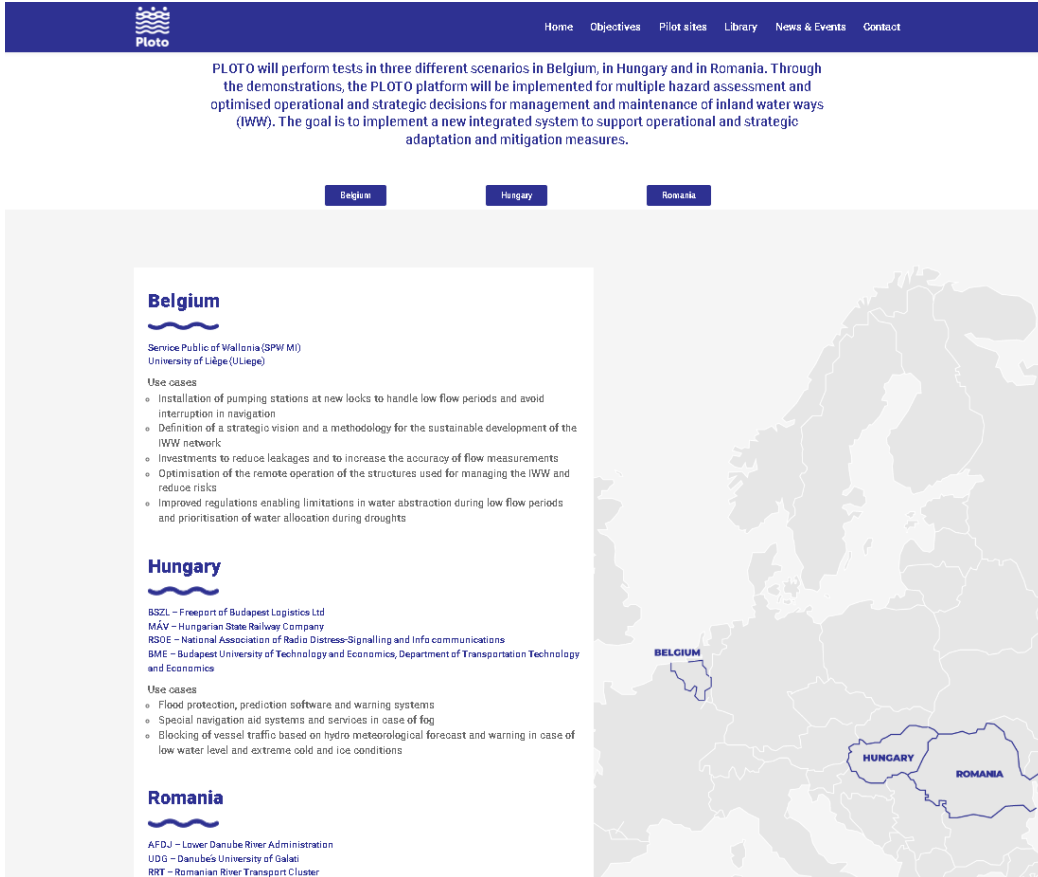 Ploto
Home Objectives Pilot sites Library News & Events Contact
PLOTO will perform tests in three different scenarios in Belgium, in Hungary and in Romania. Through
the demonstrations, the PLOTO platform will be implemented for multiple hazard assessment and
optimised operational and strategic decisions for management and maintenance of inland water ways
(IWW). The goal is to implement a new integrated system to support operational and strategic
adaptation and mitigation measures.
Belgium Hungary Romania
Belgium
Service Public of Wallonia (SPW MI)
University of Liège (ULiege)
Use cases
Installation of pumping stations at new locks to handle low flow periods and avoid
interruption in navigation
Definition of a strategic vision and a methodology for the sustainable development of the
IWW network
Investments to reduce leakages and to increase the accuracy of flow measurements
Optimisation of the remote operation of the structures used for managing the IWW and
reduce risks
Improved regulations enabling limitations in water abstraction during low flow periods
and prioritisation of water allocation during droughts
Hungary
BSZL – Freeport of Budapest Logistics Ltd
MÁV – Hungarian State Railway Company
RSOE – National Association of Radio Distress-Signalling and Info communications
BME – Budapest University of Technology and Economics, Department of Transportation Technology
and Economics
Use cases
Flood protection, prediction software and warning systems
Special navigation aid systems and services in case of fog
Blocking of vessel traffic based on hydro meteorological forecast and warning in case of
low water level and extreme cold and ice conditions
Romania
AFDJ – Lower Danube River Administration
UDG – Danube's University of Galati
RRT – Romanian River Transport Cluster
BELGIUM
HUNGARY
ROMANIA